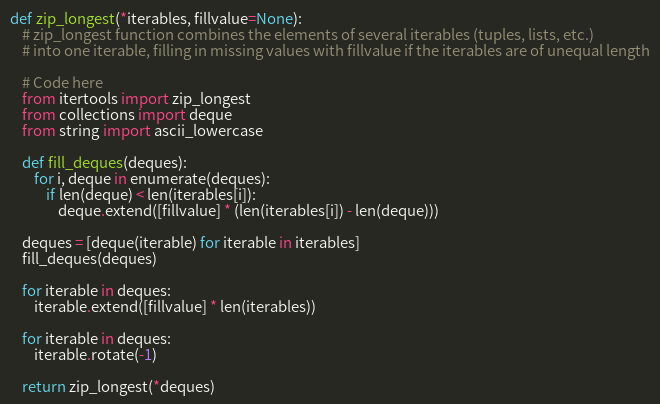 def zip_longest(*iterables, fillvalue=None):
# zip_longest function combines the elements of several iterables (tuples, lists, etc.)
# into one iterable, filling in missing values with fillvalue if the iterables are of unequal length
# Code here
from itertools import zip_longest
from collections import deque
from string import ascii_lowercase
def fill_deques(deques):
for i, deque in enumerate(deques):
if len(deque) < len(iterables[i]):
deque.extend([fillvalue] * (len(iterables[i]) - len(deque)))
deques = [deque(iterable) for iterable in iterables]
fill_deques(deques)
for iterable in deques:
iterable.extend([fillvalue] * len(iterables))
for iterable in deques:
iterable.rotate(-1)
return zip_longest(*deques)